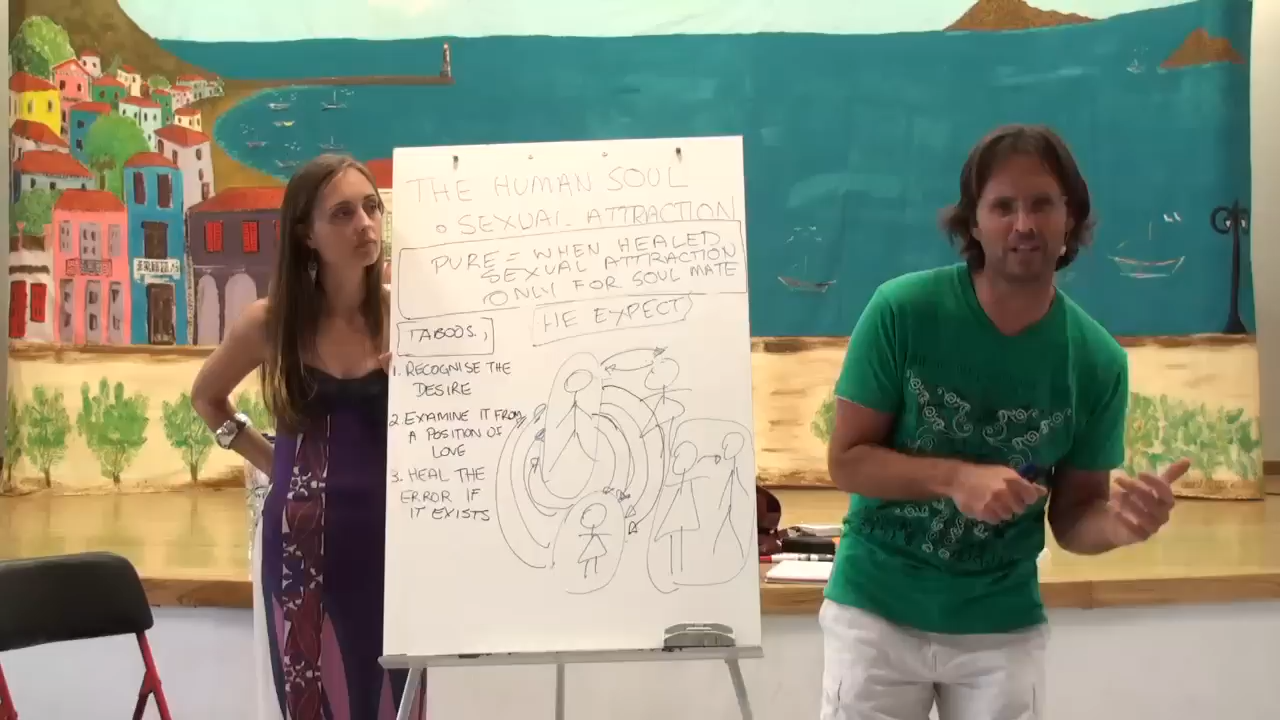 THE HUMAN SOUL
o SEXUAL ATTRACTION
PURE = WHEN HEALED
SEXUAL ATTRACTION
ONLY FOR SOUL MATE
TABOOS,
HE EXPECT
1. RECOGNISE THE
DESIRE
2 EXAMINE IT FROM
A POSITION OF
LOVE
3. HEAL THE
ERROR IF
IT EXISTS